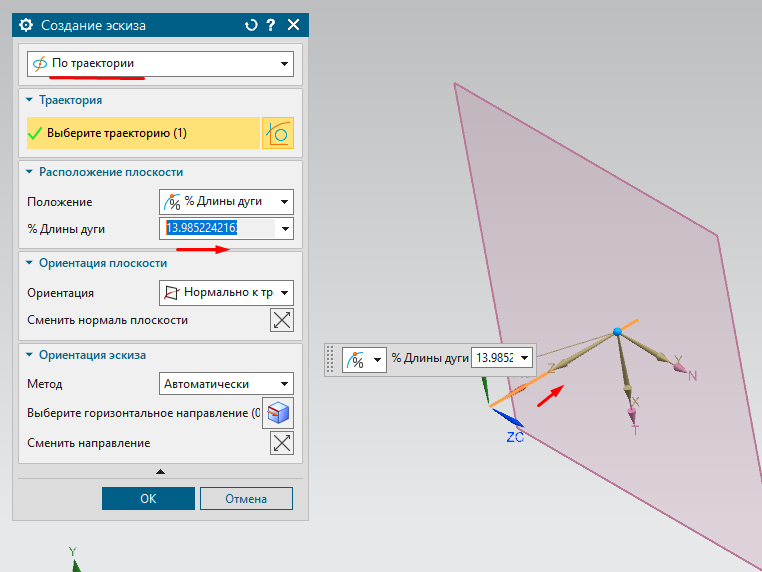 Создание эскиза
По траектории
Траектория
Выберите траекторию (1)
Расположение плоскости
Положение
% Длины дуги
% Длины дуги
13.9852242163
Ориентация плоскости
Ориентация
Нормально к тр
Сменить нормаль плоскости
Ориентация эскиза
Метод
Автоматически
Выберите горизонтальное направление (0
Сменить направление
ОК
Отмена
% Длины дуги
13.9852
Z
Y
N
X
T
ZC
Y